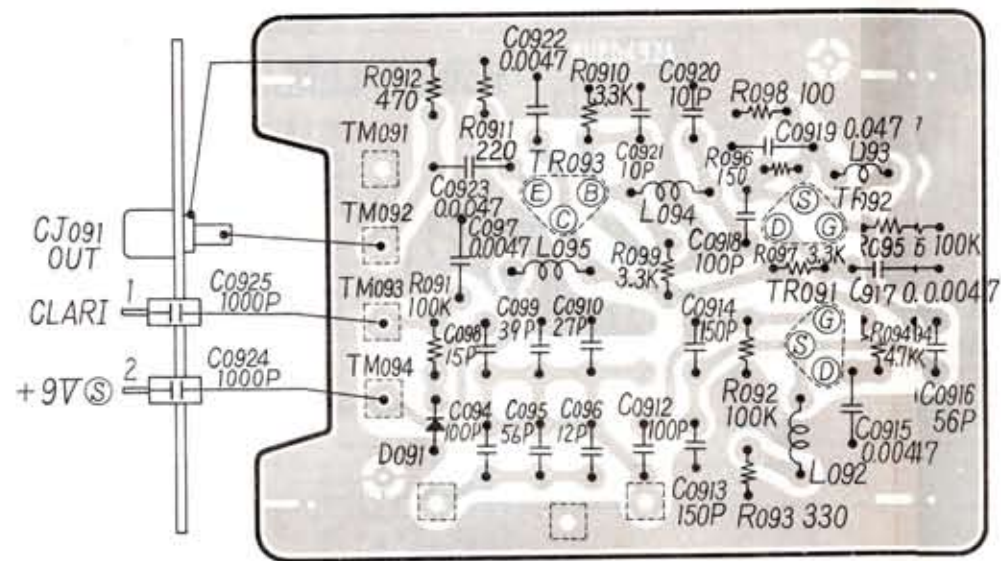 C0922
0.0047
R0912
470
R0910
3.3K
C0920
10P
R098 100
TM091
R0911
220
TR093
C0921
10P
R096
150
C0919 0.047
TM092
C0923
0.0047
E
B
C
L094
S
D
G
CJ091
OUT
C097
0.0047
L095
R099
3.3K
C0918
100P
R097 3.3K
100K
CLARI
1
C0925
1000P
TM093
R091
100K
C099
39P
C0910
27P
C0914
150P
TR091
G
S
D
15P
+9V Ⓢ
2
C0924
1000P
TM094
C094
100P
C095
56P
C096
12P
C0912
100P
R092
100K
C0916
56P
C0915
D091
L092
C0913
150P
R093 330